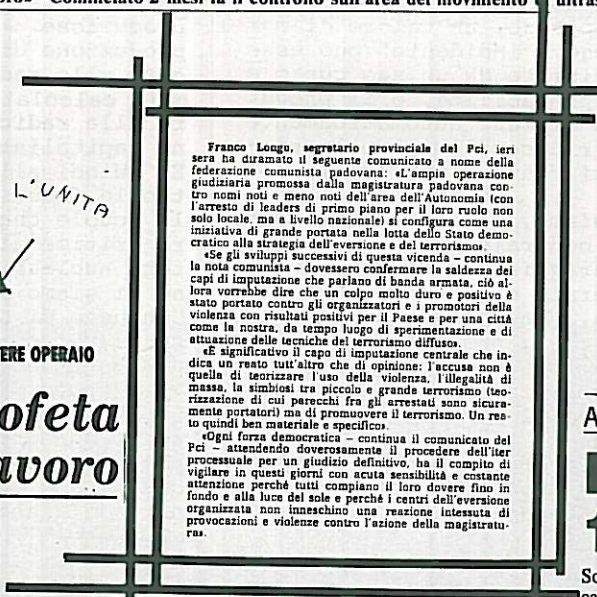 Cominciato 2 mesi fa il controllo sull'area del movimento
Franco Longo, segretario provinciale del Pci, ieri
sera ha diramato il seguente comunicato a nome della
federazione comunista padovana: «L'ampia operazione
giudiziaria promossa dalla magistratura padovana con-
tro nomi noti e meno noti dell'area dell'Autonomia (con
l'arresto di leaders di primo piano per il loro ruolo non
solo locale, ma a livello nazionale) si configura come una
iniziativa di grande portata nella lotta dello Stato demo-
cratico alla strategia dell'eversione e del terrorismo».
«Se gli sviluppi successivi di questa vicenda – continua
la nota comunista – dovessero confermare la saldezza dei
capi di imputazione che parlano di banda armata, ciò al-
lora vorrebbe dire che un colpo molto duro e positivo è
stato portato contro gli organizzatori e i promotori della
violenza con risultati positivi per il Paese e per una città
come la nostra, da tempo luogo di sperimentazione e di
attuazione delle tecniche del terrorismo diffuso».
«È significativo il capo di imputazione centrale che in-
dica un reato tutt'altro che di opinione: l'accusa non è
quella di teorizzare l'uso della violenza, l'illegalità di
massa, la simbiosi tra piccolo e grande terrorismo (teo-
rizzazione di cui parecchi fra gli arrestati sono sicura-
mente portatori) ma di promuovere il terrorismo. Un rea-
to quindi ben materiale e specifico».
«Ogni forza democratica – continua il comunicato del
Pci – attendendo doverosamente il procedere dell'iter
processuale per un giudizio definitivo, ha il compito di
vigilare in questi giorni con acuta sensibilità e costante
attenzione perché tutti compiano il loro dovere fino in
fondo e alla luce del sole e perché i centri dell'eversione
organizzata non inneschino una reazione intessuta di
provocazioni e violenze contro l'azione della magistratu-
ra».
L'UNITA
TERE OPERAIO
ofeta
avoro
A
So